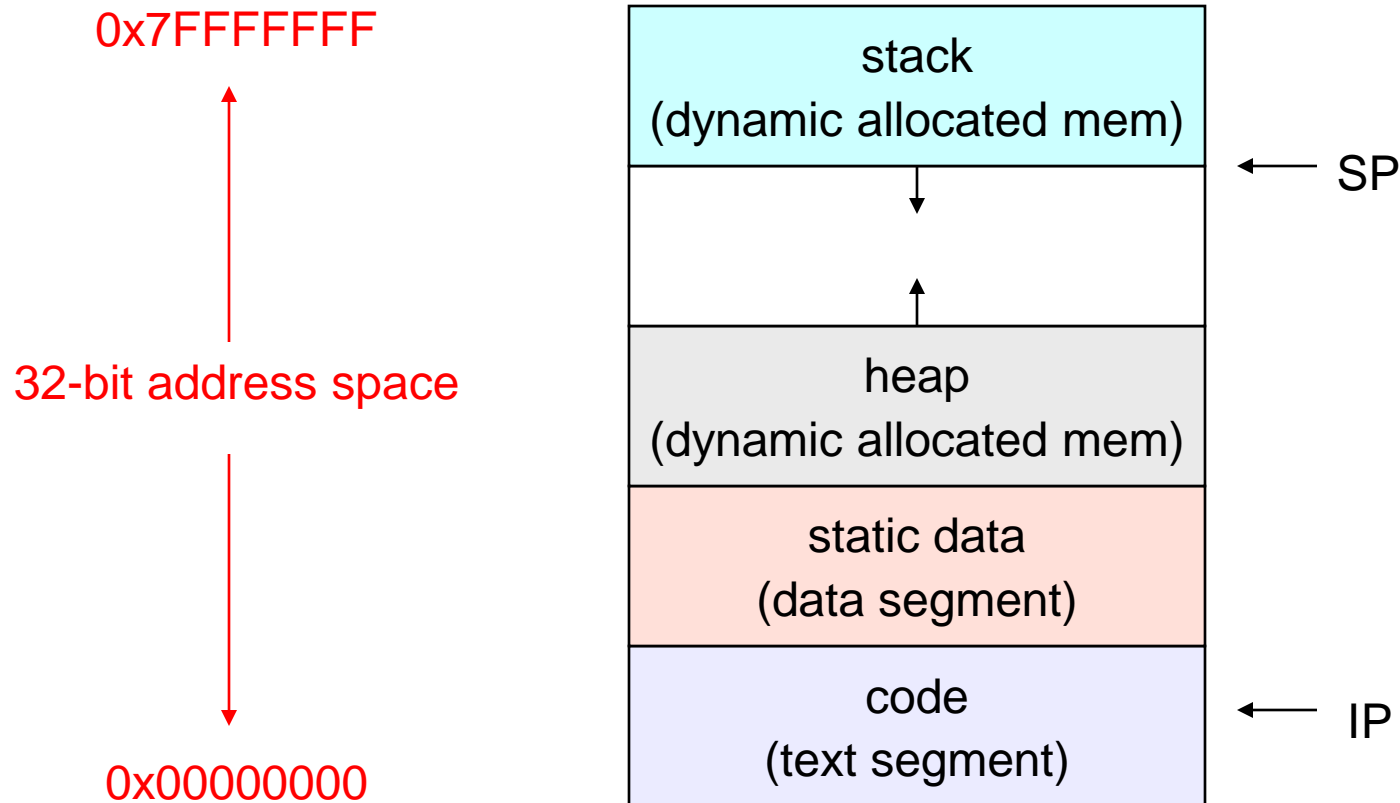 0x7FFFFFFF
stack
(dynamic allocated mem)
SP
32-bit address space
heap
(dynamic allocated mem)
static data
(data segment)
code
(text segment)
IP
0x00000000